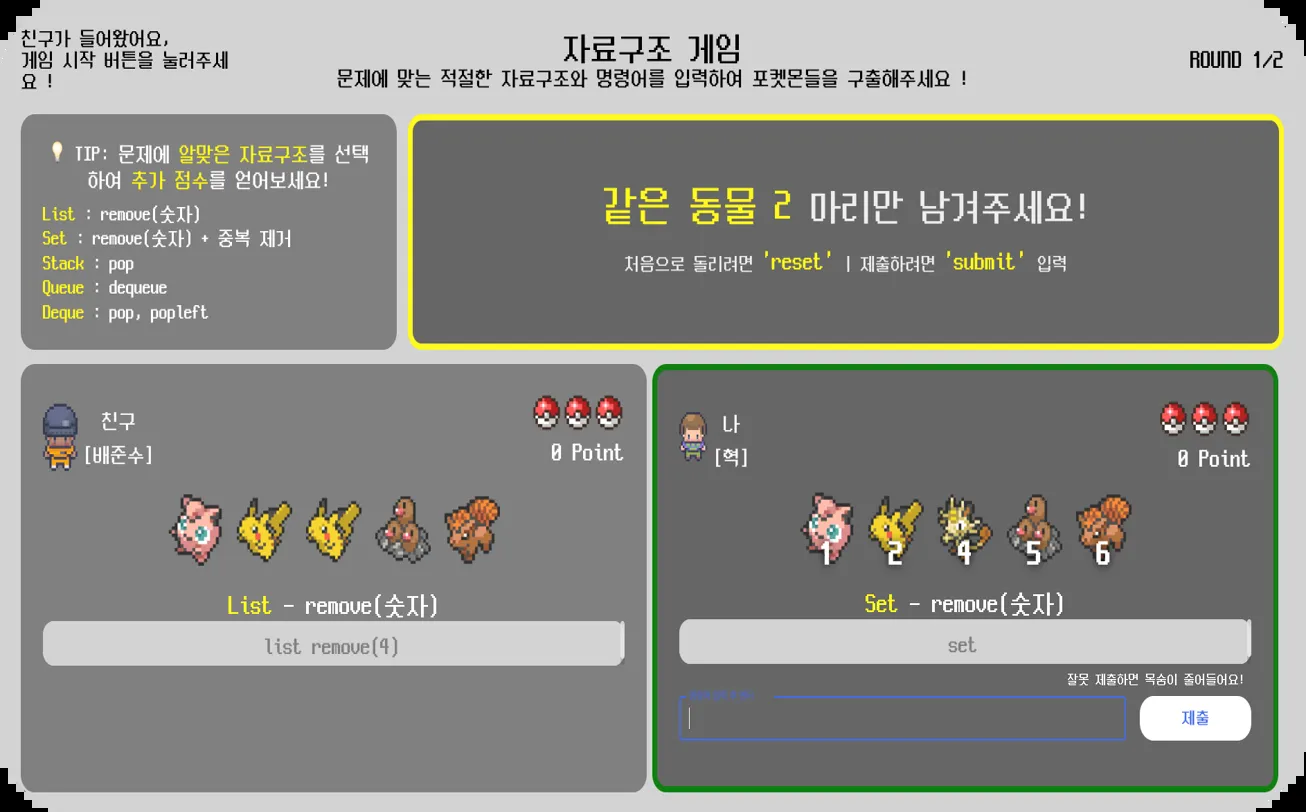 친구가 들어왔어요,
게임 시작 버튼을 눌러주세
요 !
자료구조 게임
문제에 맞는 적절한 자료구조와 명령어를 입력하여 포켓몬들을 구출해주세요 !
ROUND 1/2
TIP: 문제에 알맞은 자료구조를 선택
하여 추가 점수를 얻어보세요!
List : remove(숫자)
Set : remove(숫자) + 중복 제거
Stack : pop
Queue : dequeue
Deque : pop, popleft
같은 동물 2 마리만 남겨주세요!
처음으로 돌리려면 'reset' | 제출하려면 'submit' 입력
친구
[배준수]
0 Point
List - remove(숫자)
list remove(4)
나
[혁]
0 Point
1 2 4 5 6
Set - remove(숫자)
set
잘못 제출하면 목숨이 줄어들어요!
제출